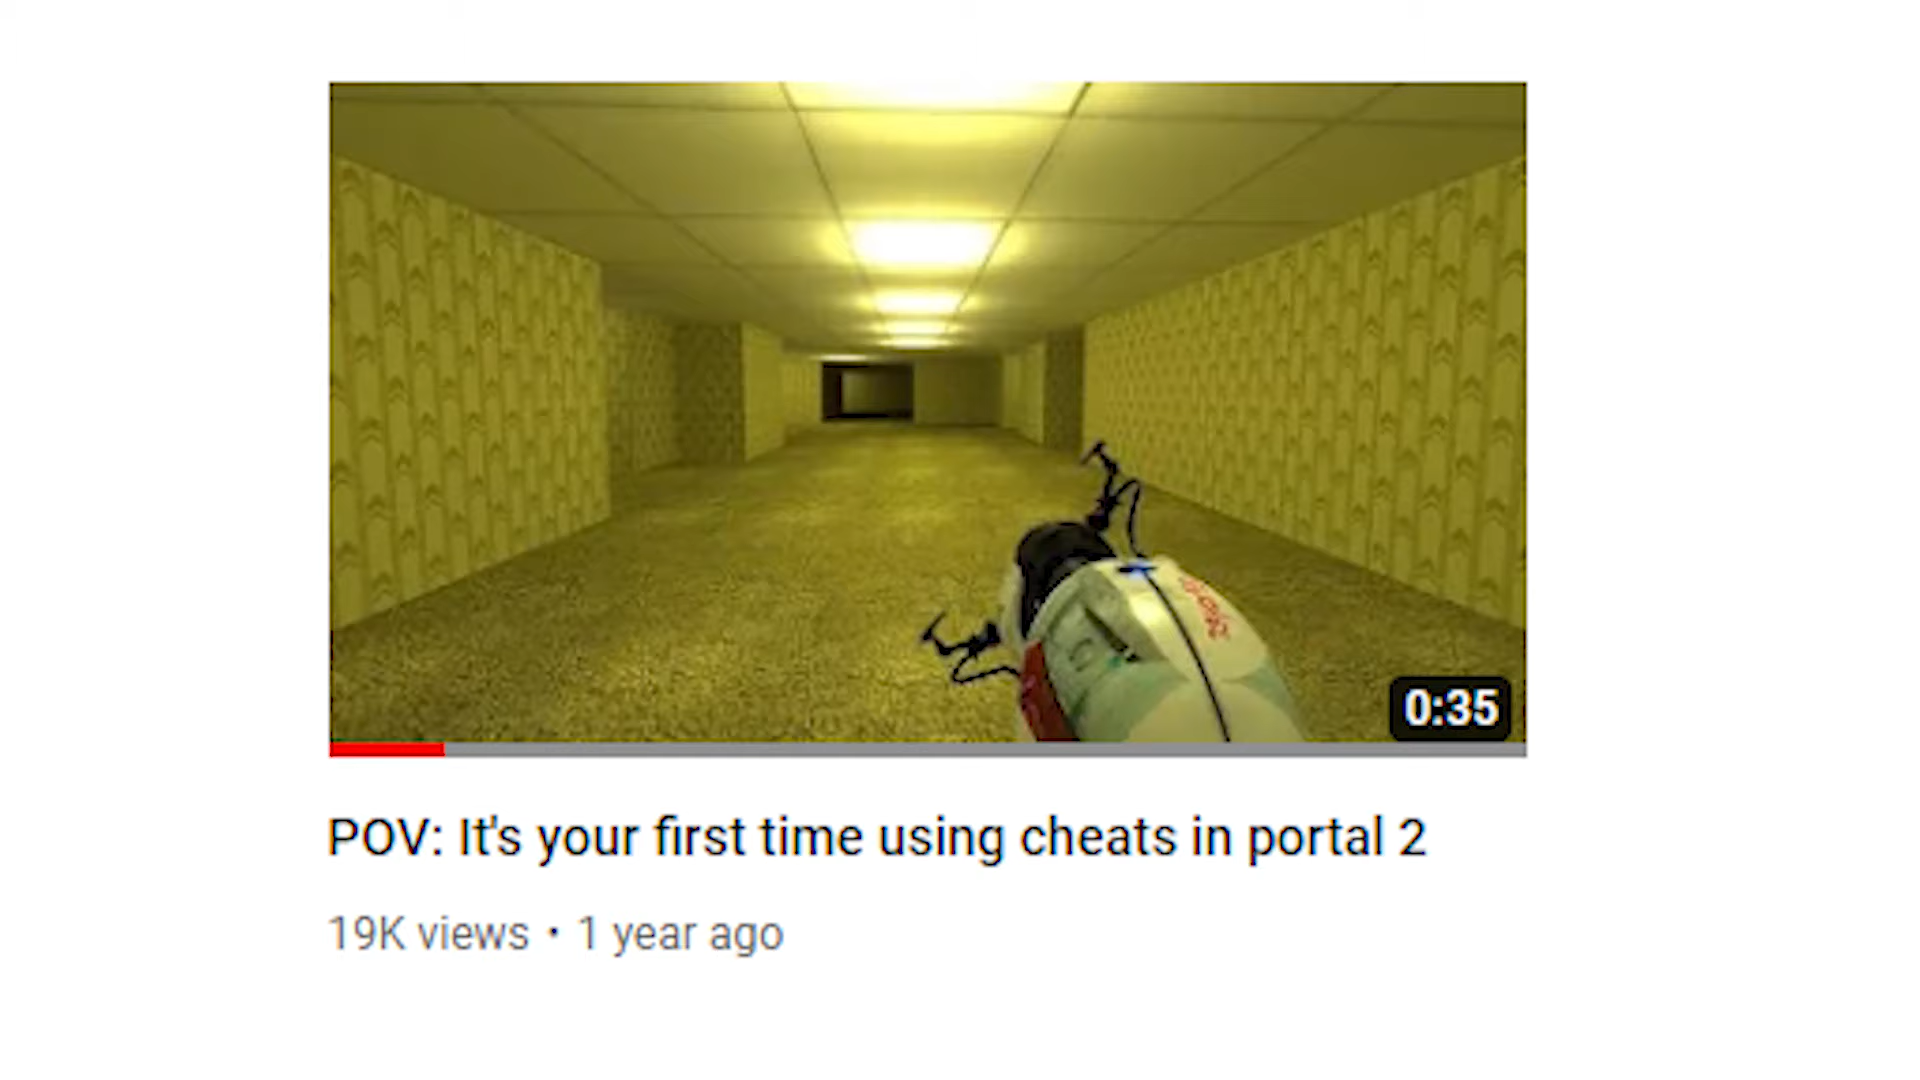 0:35
POV: It's your first time using cheats in portal 2
19K views • 1 year ago